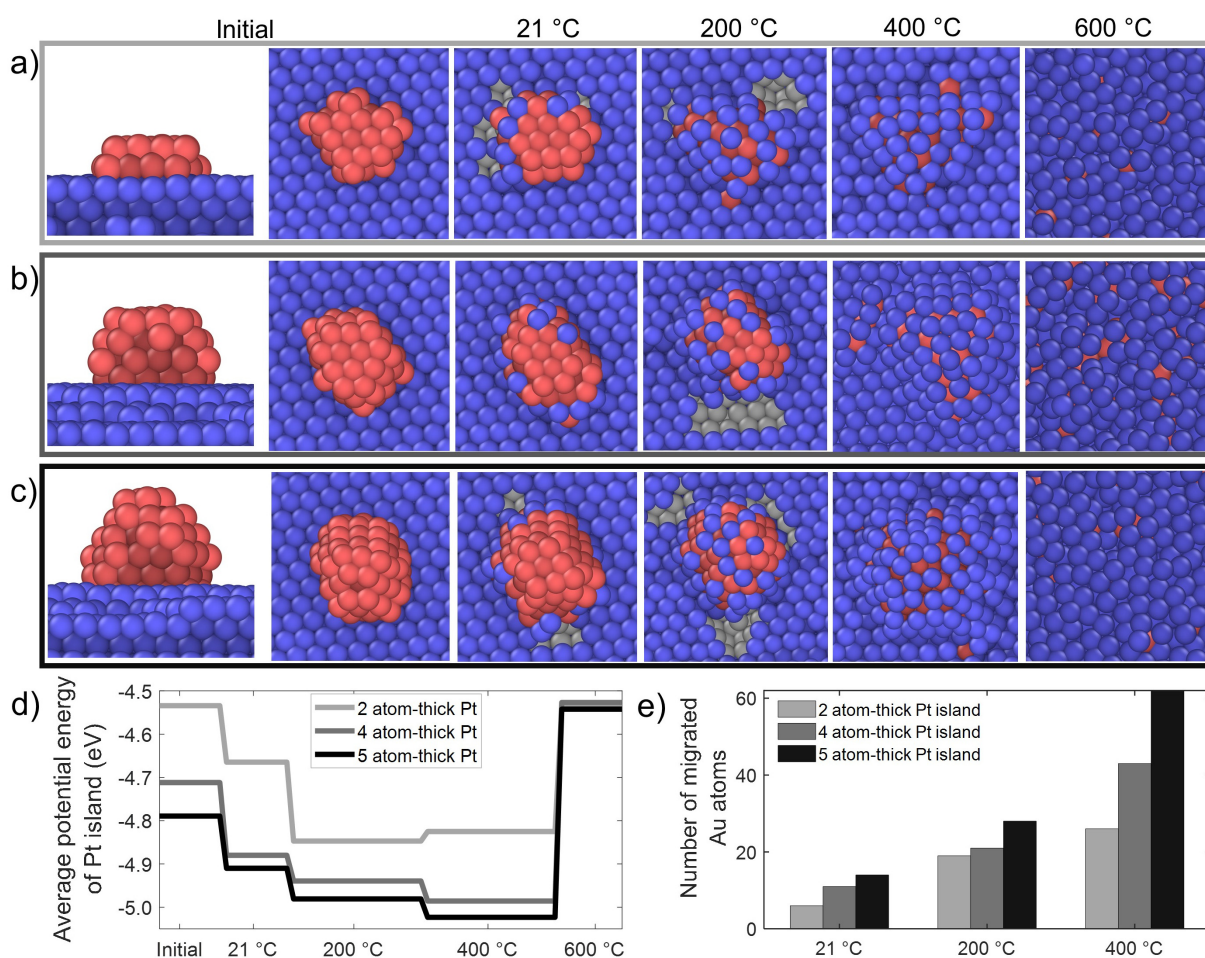 Initial 21 °C 200 °C 400 °C 600 °C
a)
b)
c)
d)
Average potential energy
of Pt island (eV)
-4.5
-4.6
-4.7
-4.8
-4.9
-5.0
2 atom-thick Pt
4 atom-thick Pt
5 atom-thick Pt
Initial 21 °C 200 °C 400 °C 600 °C
e)
Number of migrated
Au atoms
60
40
20
0
2 atom-thick Pt island
4 atom-thick Pt island
5 atom-thick Pt island
21 °C 200 °C 400 °C